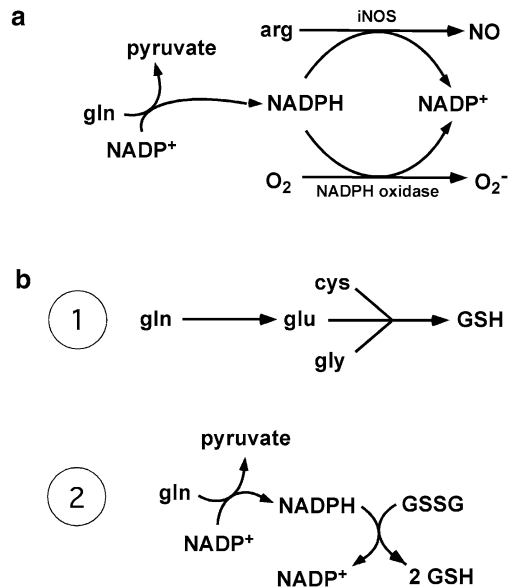 a
pyruvate
gln
NADP⁺
arg
iNOS
NO
NADPH
NADP⁺
O₂
NADPH oxidase
O₂⁻
b
1
gln
glu
cys
gly
GSH
2
pyruvate
gln
NADP⁺
NADPH
GSSG
NADP⁺
2 GSH